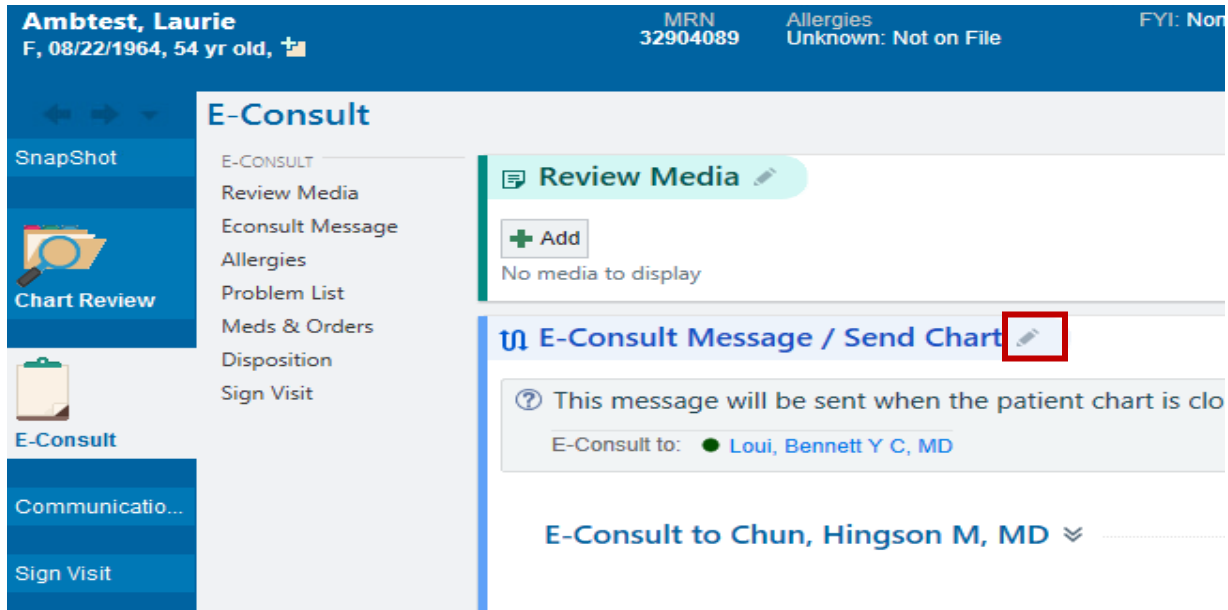 Ambtest, Laurie
F, 08/22/1964, 54 yr old,
MRN
32904089
Allergies
Unknown: Not on File
FYI: Non
SnapShot
Chart Review
E-Consult
Communicatio...
Sign Visit
E-Consult
E-CONSULT
Review Media
Econsult Message
Allergies
Problem List
Meds & Orders
Disposition
Sign Visit
Review Media
Add
No media to display
E-Consult Message / Send Chart
This message will be sent when the patient chart is clo
E-Consult to: Loui, Bennett Y C, MD
E-Consult to Chun, Hingson M, MD